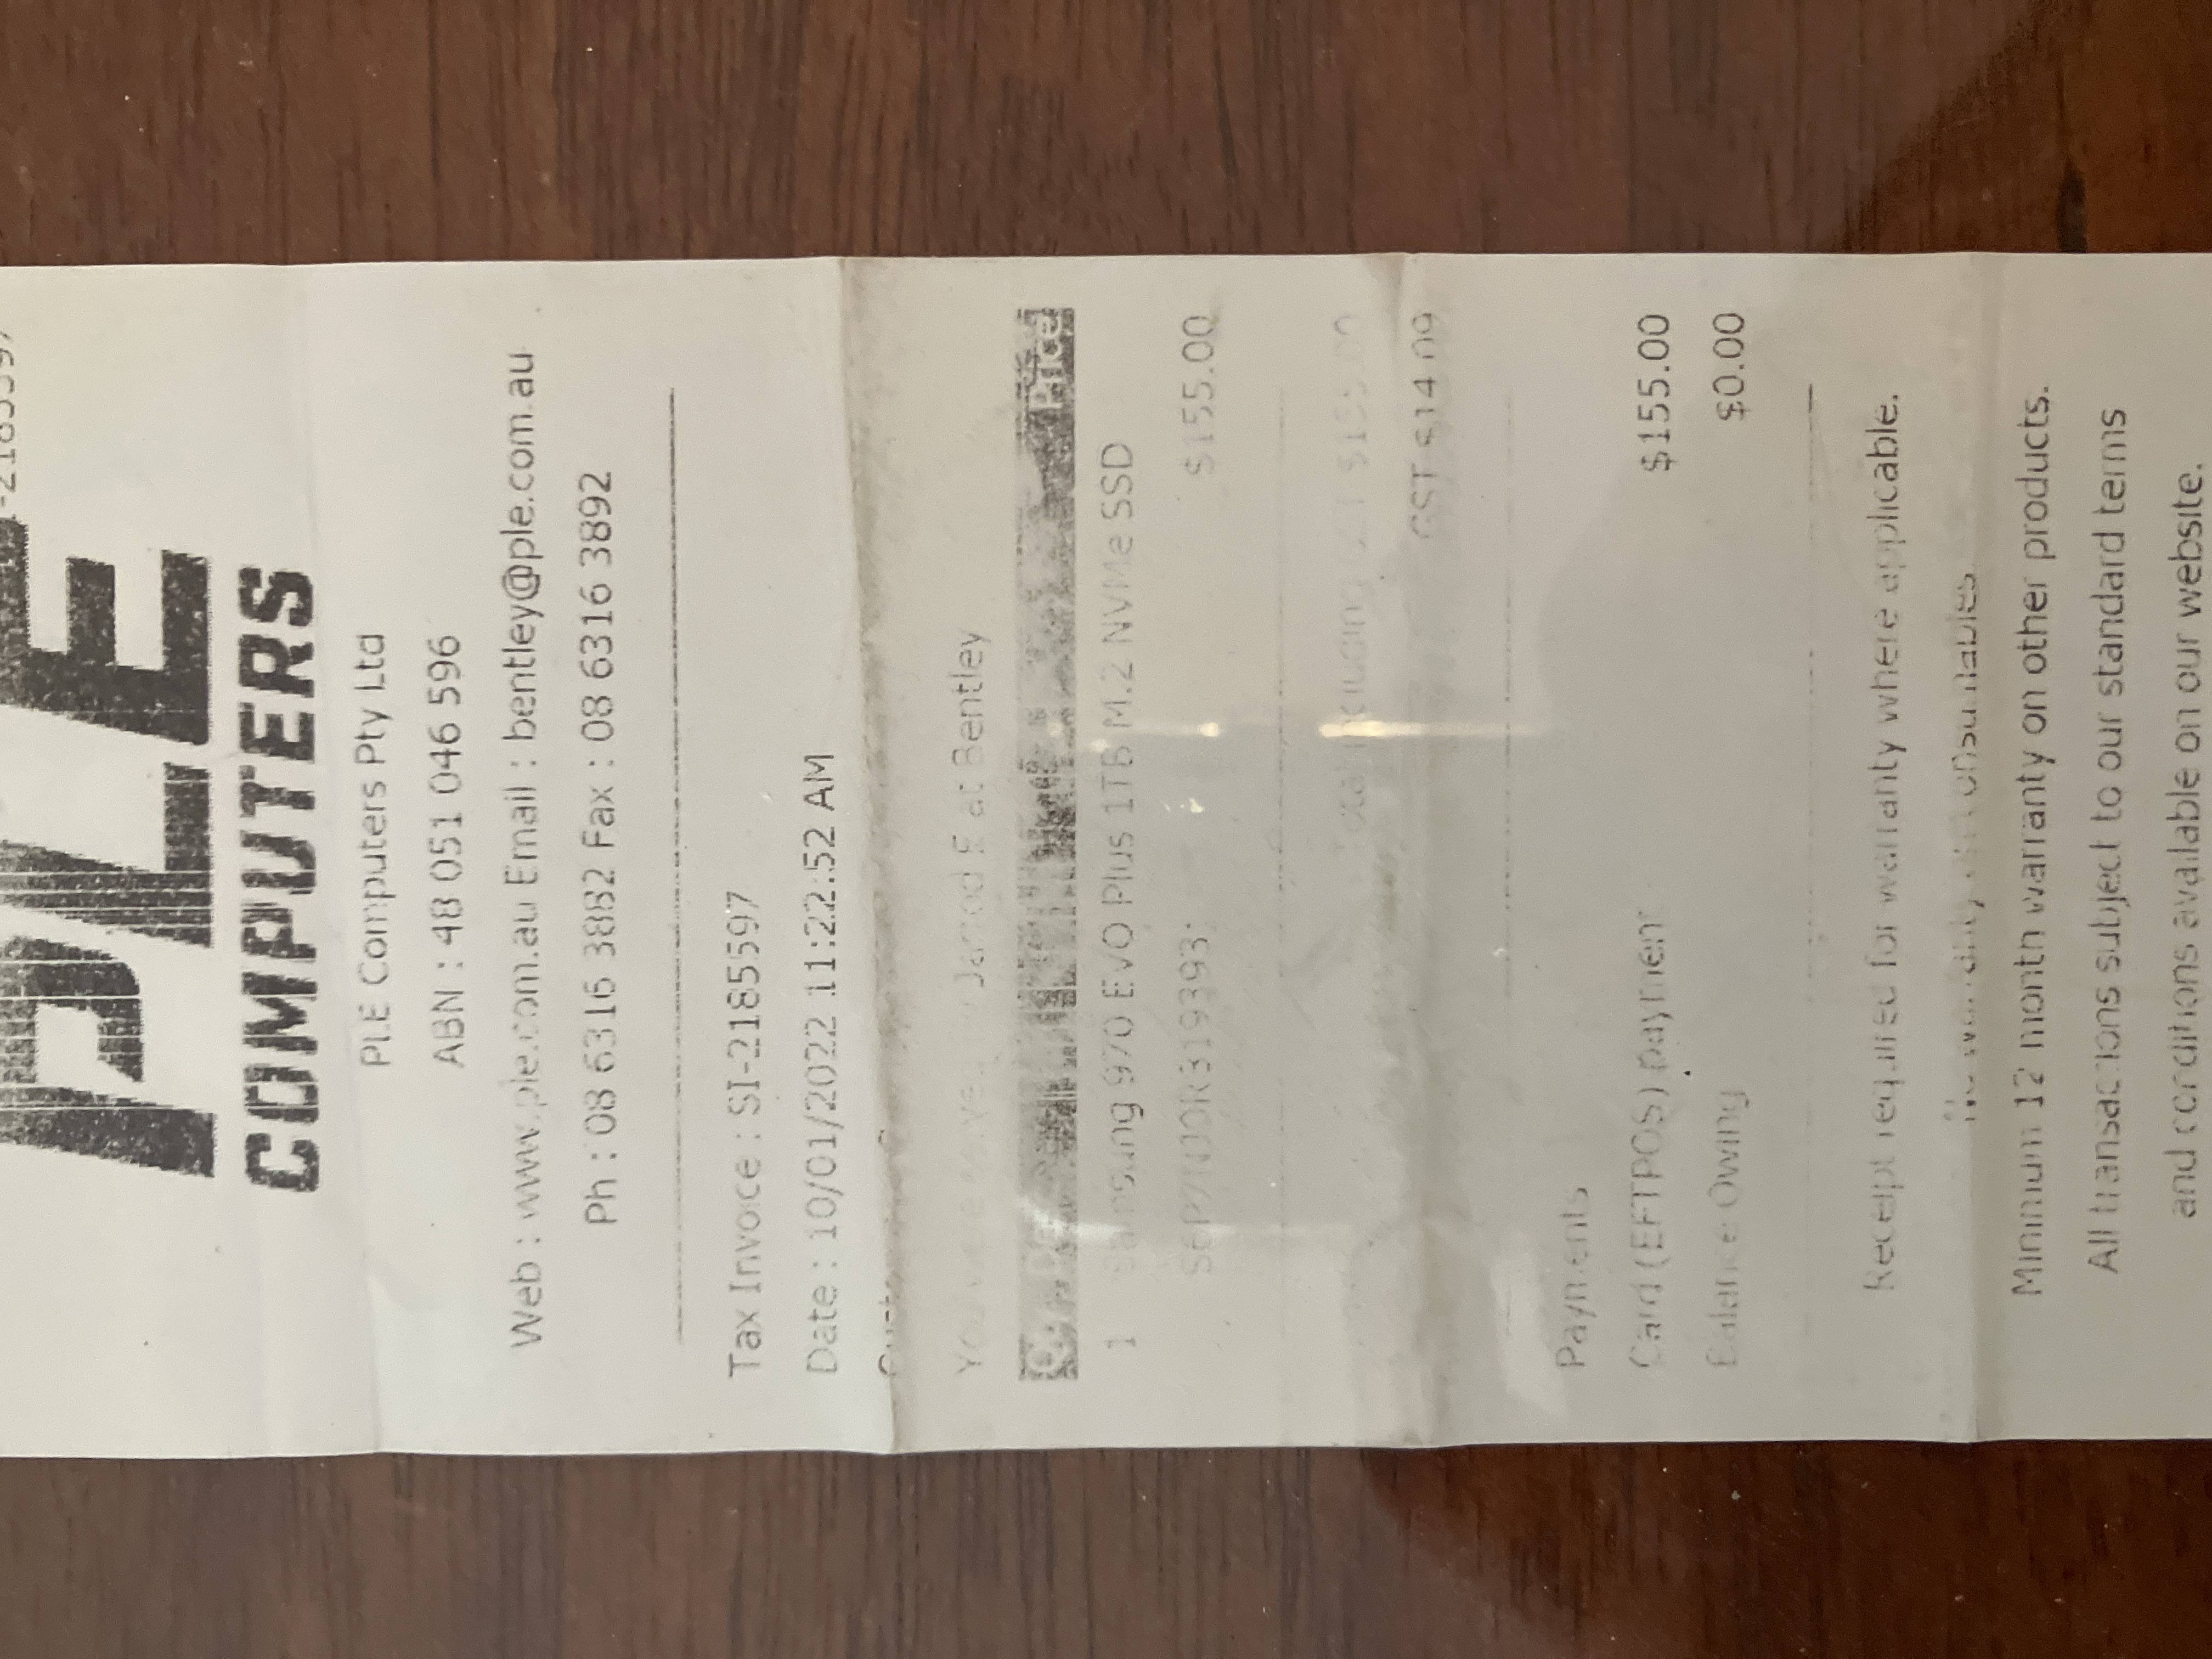 -2185597
PLE
COMPUTERS
PLE Computers Pty Ltd
ABN : 48 051 046 596
Web : www.ple.com.au Email : bentley@ple.com.au
Ph : 08 6316 3882 Fax : 08 6316 3892
Tax Invoice : SI-2185597
Date : 10/01/2022 11:22:52 AM
You were served by Jarrod E at Bentley
Price
1 Samsung 970 EVO Plus 1TB M.2 NVMe SSD
S6P7NJ0R319393; $155.00
Total including GST $155.00
GST $14.09
Payments
Card (EFTPOS) payment $155.00
Balance Owing $0.00
Receipt required for warranty where applicable.
No warranty on consumables
Minimum 12 month warranty on other products.
All transactions subject to our standard terms
and conditions available on our website.